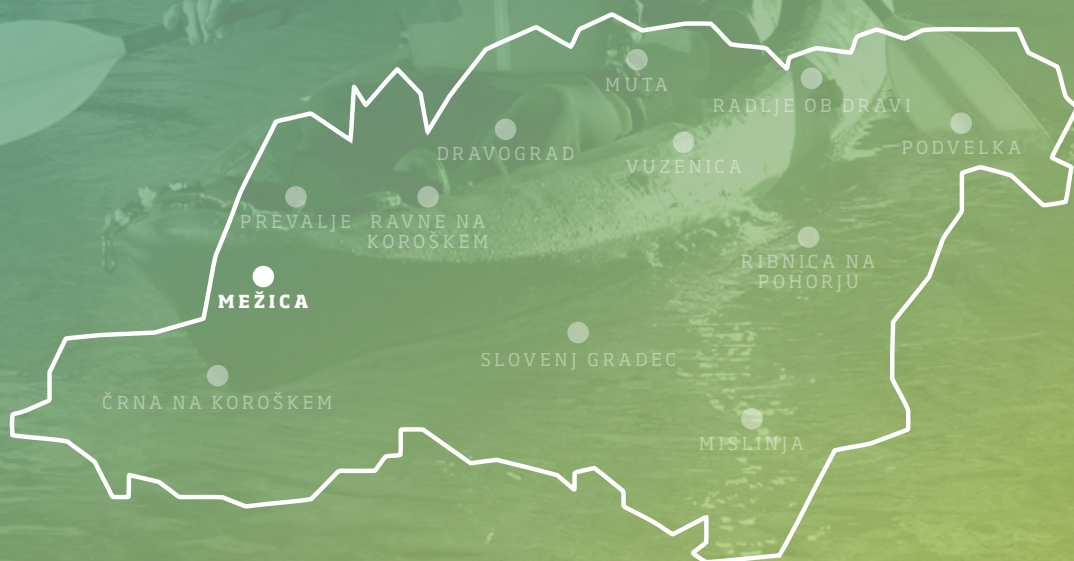 MUTA
RADLJE OB DRAVI
PODVELKA
DRAVOGRAD
VUZENICA
PREVALJE
RAVNE NA
KOROŠKEM
RIBNICA NA
POHORJU
MEŽICA
SLOVENJ GRADEC
ČRNA NA KOROŠKEM
MISLINJA